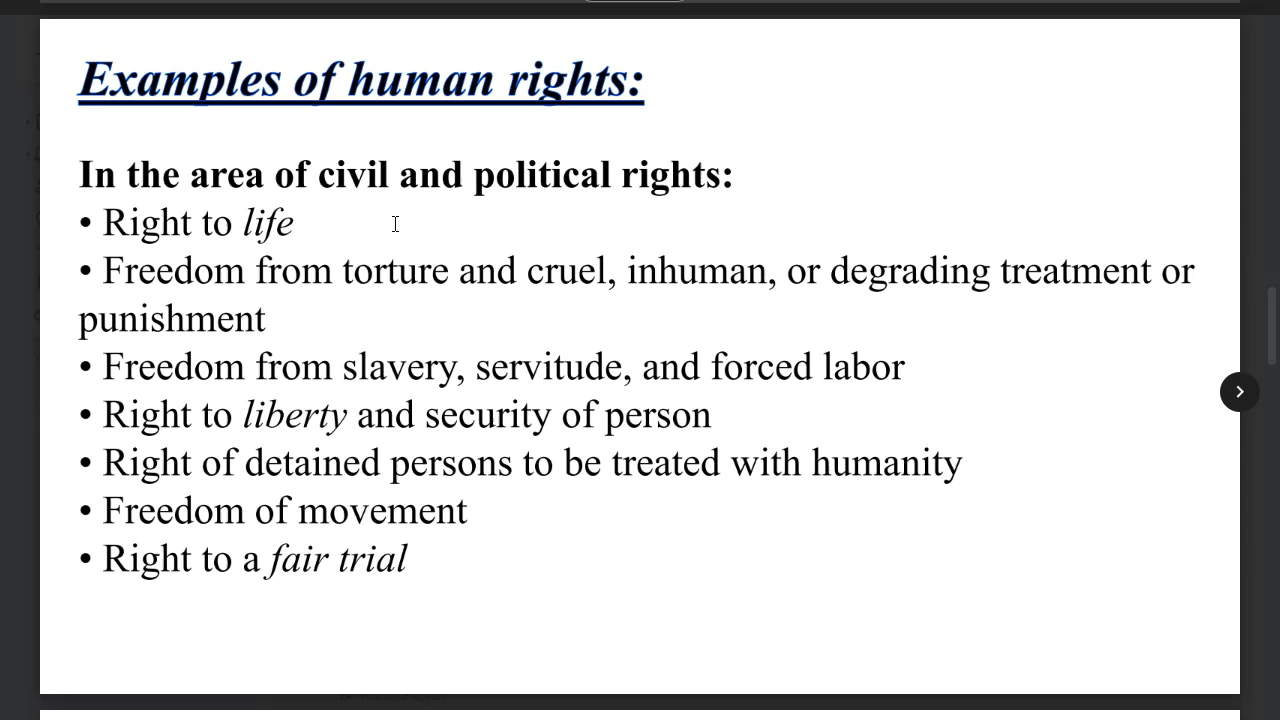 Examples of human rights:
In the area of civil and political rights:
• Right to life
• Freedom from torture and cruel, inhuman, or degrading treatment or
punishment
• Freedom from slavery, servitude, and forced labor
• Right to liberty and security of person
• Right of detained persons to be treated with humanity
• Freedom of movement
• Right to a fair trial